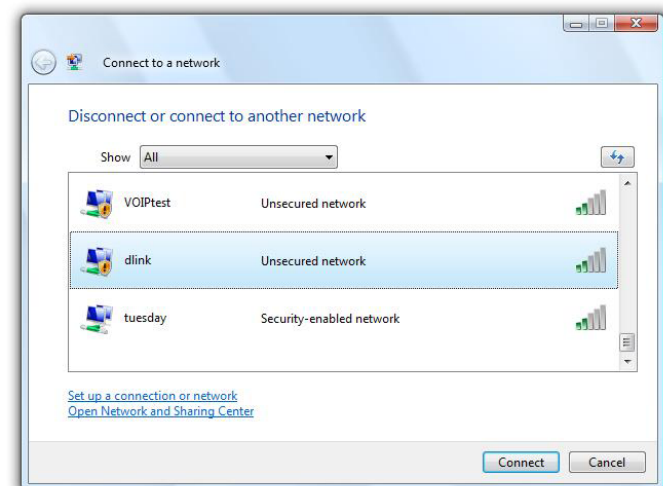 Connect to a network
Disconnect or connect to another network
Show All
VOIPtest Unsecured network
dlink Unsecured network
tuesday Security-enabled network
Set up a connection or network
Open Network and Sharing Center
Connect Cancel